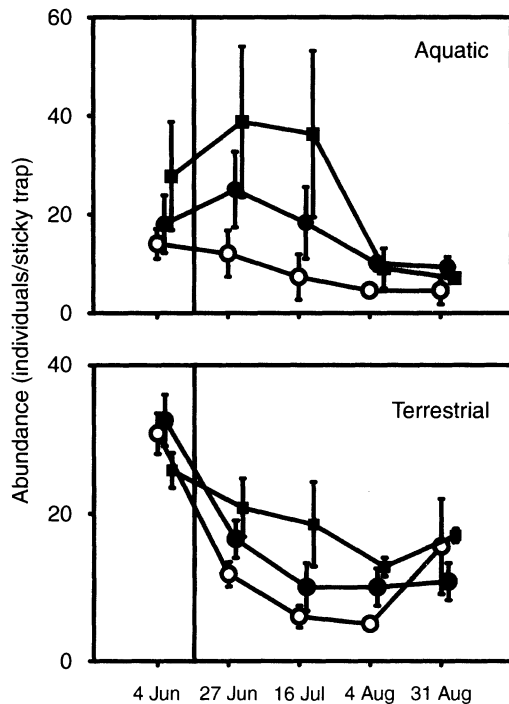 60
Aquatic
40
20
0
Abundance (individuals/sticky trap)
40
Terrestrial
20
0
4 Jun 27 Jun 16 Jul 4 Aug 31 Aug